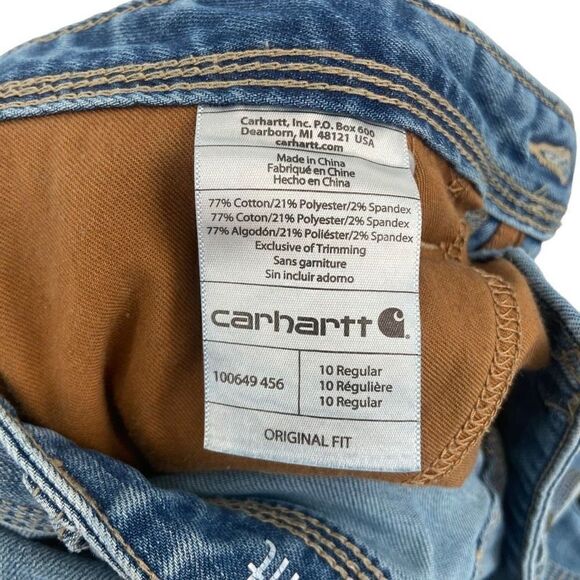 Carhartt, Inc. P.O. Box 600
Dearborn, MI 48121 USA
carhartt.com
Made in China
Fabriqué en Chine
Hecho en China
77% Cotton/21% Polyester/2% Spandex
77% Coton/21% Polyester/2% Spandex
77% Algodón/21% Poliéster/2% Spandex
Exclusive of Trimming
Sans garniture
Sin incluir adorno
carhartt
100649 456
10 Regular
10 Régulière
10 Regular
ORIGINAL FIT